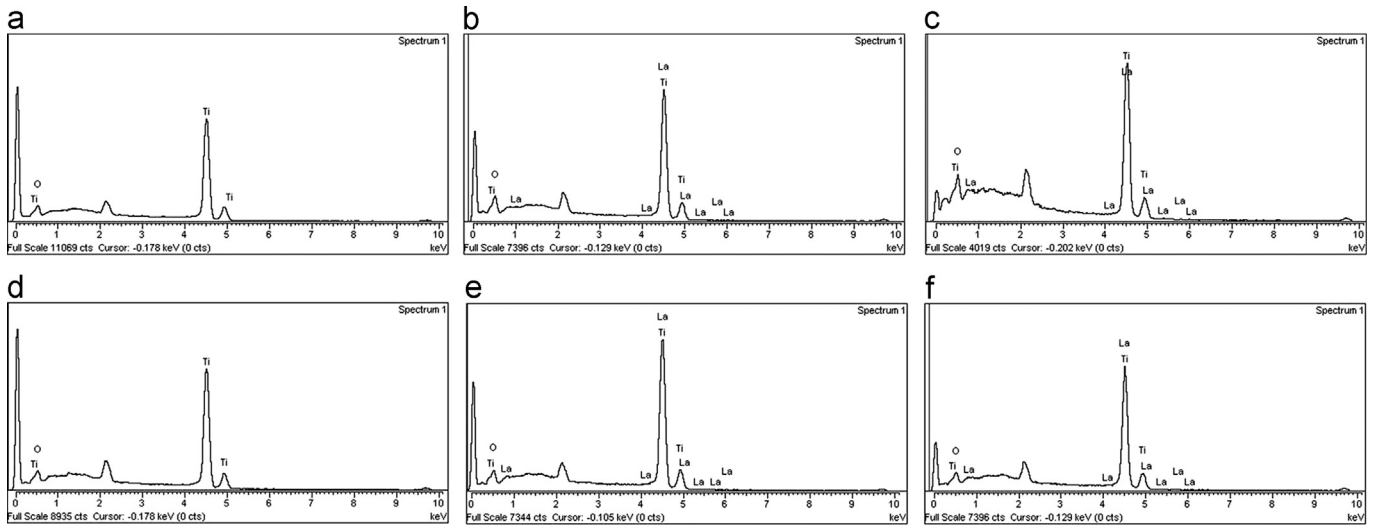 a
Spectrum 1
Ti
O
Ti
Ti
0 1 2 3 4 5 6 7 8 9 10
Full Scale 11069 cts Cursor: -0.178 keV (0 cts) keV
b
Spectrum 1
La
Ti
O
Ti
Ti
La
La
La
La
La
0 1 2 3 4 5 6 7 8 9 10
Full Scale 7396 cts Cursor: -0.129 keV (0 cts) keV
c
Spectrum 1
Ti
La
O
Ti
Ti
La
La
La
La
La
0 1 2 3 4 5 6 7 8 9 10
Full Scale 4019 cts Cursor: -0.202 keV (0 cts) keV
d
Spectrum 1
Ti
O
Ti
Ti
0 1 2 3 4 5 6 7 8 9 10
Full Scale 8935 cts Cursor: -0.178 keV (0 cts) keV
e
Spectrum 1
La
Ti
O
Ti
Ti
La
La
La
La
La
0 1 2 3 4 5 6 7 8 9 10
Full Scale 7344 cts Cursor: -0.105 keV (0 cts) keV
f
Spectrum 1
La
Ti
O
Ti
Ti
La
La
La
La
La
0 1 2 3 4 5 6 7 8 9 10
Full Scale 7396 cts Cursor: -0.129 keV (0 cts) keV